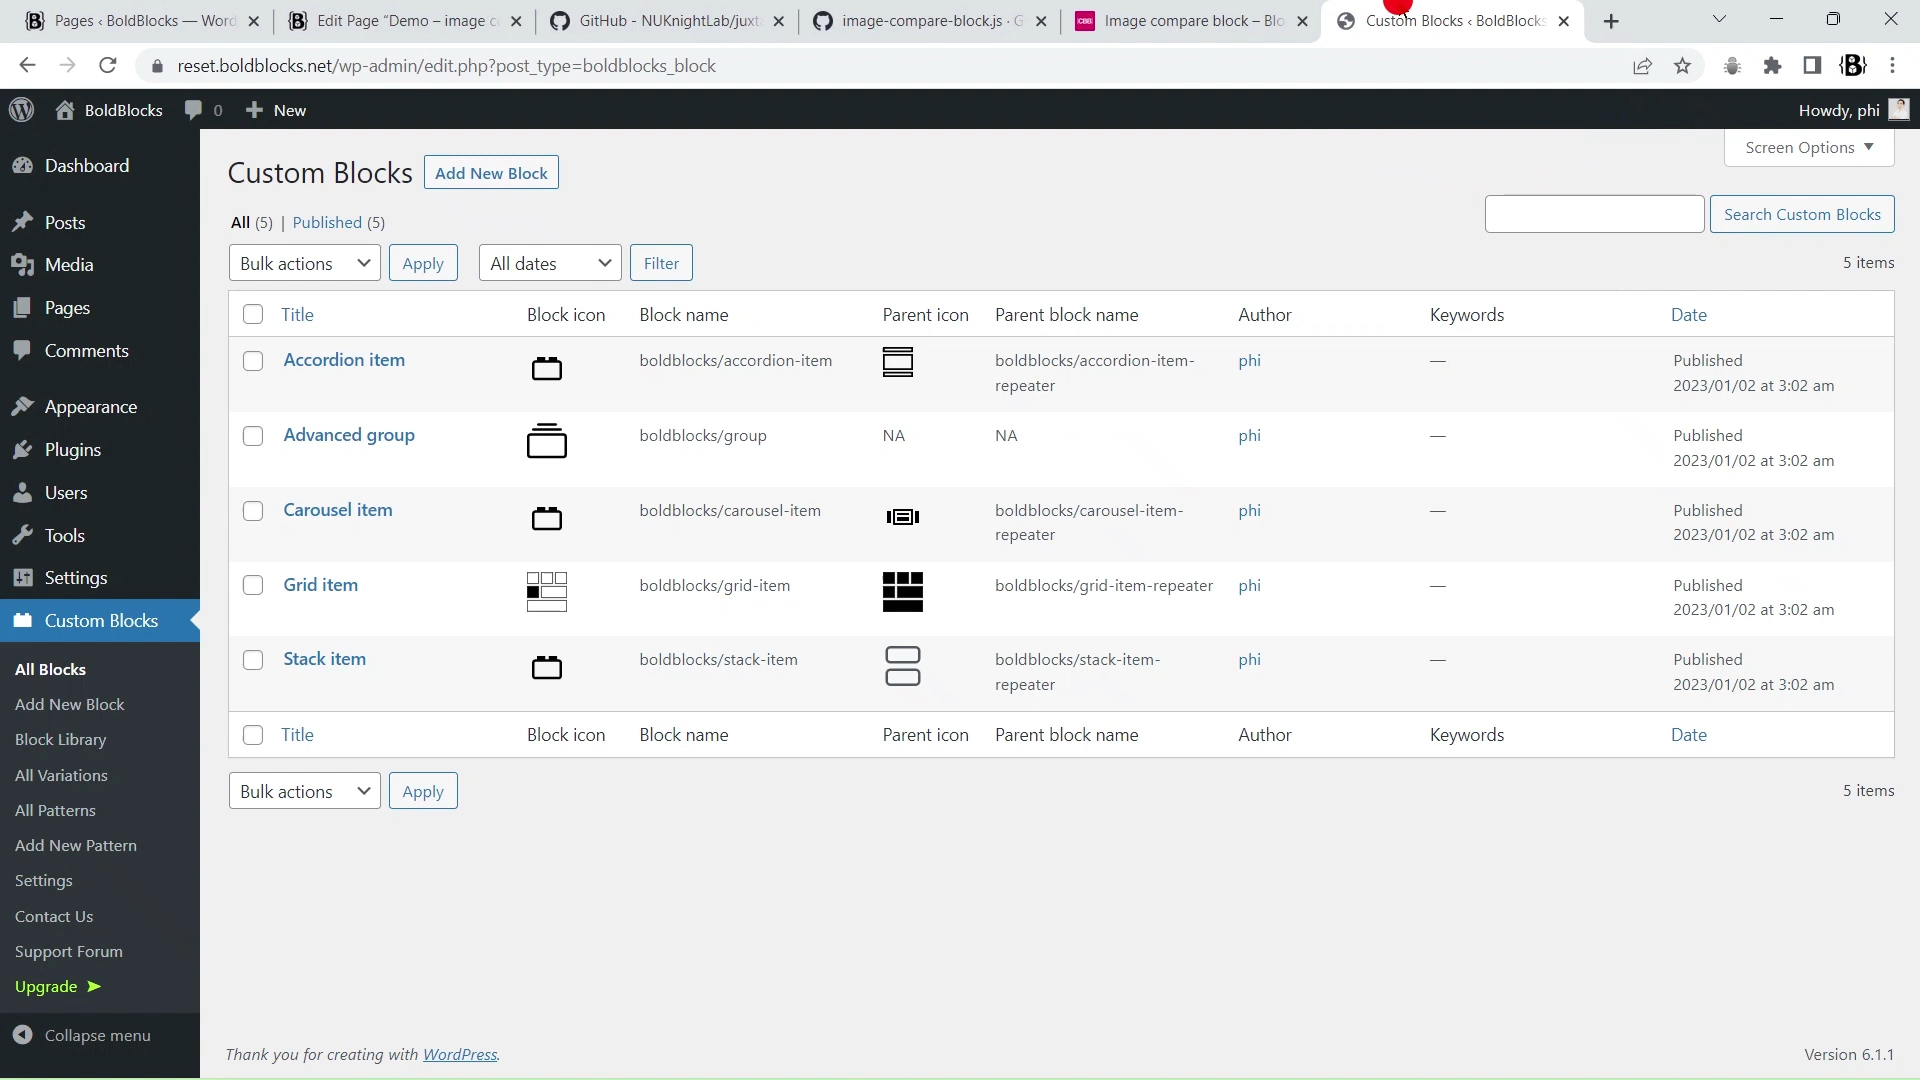 Pages ‹ BoldBlocks — Word
Edit Page “Demo – image c
GitHub - NUKnightLab/juxt
image-compare-block.js · G
Image compare block – Blo
Custom Blocks ‹ BoldBlocks
reset.boldblocks.net/wp-admin/edit.php?post_type=boldblocks_block
{B}
BoldBlocks
0
New
Howdy, phi
Dashboard
Posts
Media
Pages
Comments
Appearance
Plugins
Users
Tools
Settings
Custom Blocks
All Blocks
Add New Block
Block Library
All Variations
All Patterns
Add New Pattern
Settings
Contact Us
Support Forum
Upgrade ➤
Collapse menu
Screen Options
Custom Blocks Add New Block
All (5) | Published (5)
Search Custom Blocks
Bulk actions Apply All dates Filter
5 items
Title Block icon Block name Parent icon Parent block name Author Keywords Date
Accordion item boldblocks/accordion-item boldblocks/accordion-item- phi — Published
repeater 2023/01/02 at 3:02 am
Advanced group boldblocks/group NA NA phi — Published
2023/01/02 at 3:02 am
Carousel item boldblocks/carousel-item boldblocks/carousel-item- phi — Published
repeater 2023/01/02 at 3:02 am
Grid item boldblocks/grid-item boldblocks/grid-item-repeater phi — Published
2023/01/02 at 3:02 am
Stack item boldblocks/stack-item boldblocks/stack-item- phi — Published
repeater 2023/01/02 at 3:02 am
Title Block icon Block name Parent icon Parent block name Author Keywords Date
Bulk actions Apply
5 items
Thank you for creating with WordPress.
Version 6.1.1